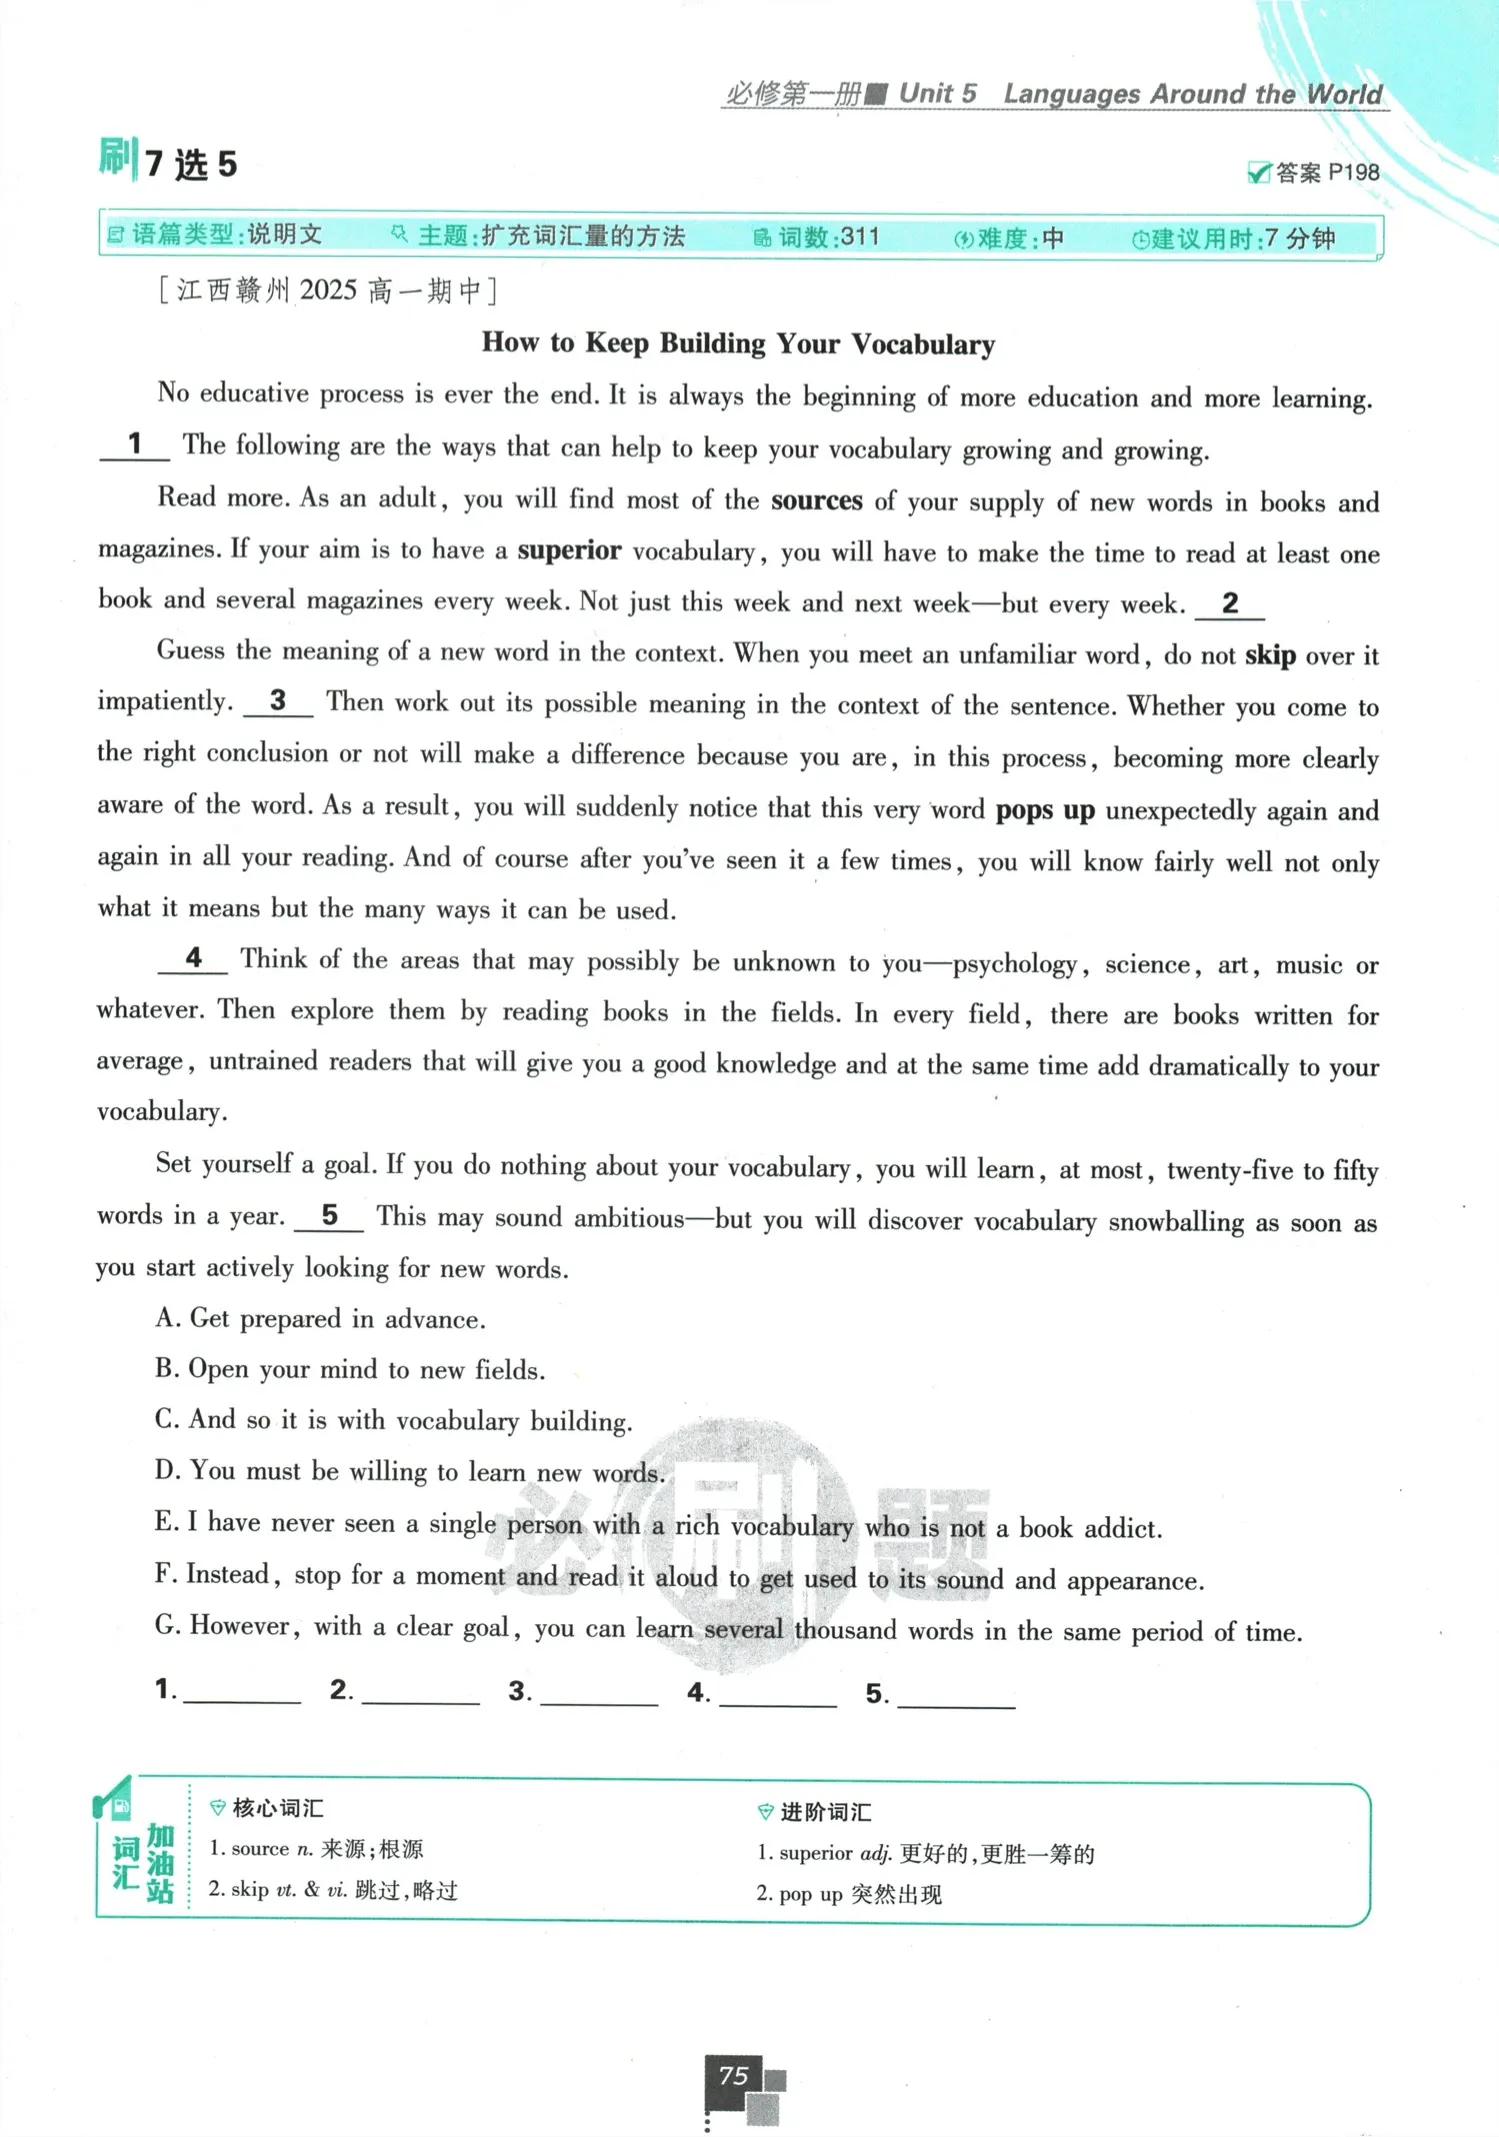 必修第一册 Unit 5 Languages Around the World
刷 7 选 5
答案 P198
语篇类型:说明文 主题:扩充词汇量的方法 词数:311 难度:中 建议用时:7 分钟
[江西赣州 2025 高一期中]
How to Keep Building Your Vocabulary
No educative process is ever the end. It is always the beginning of more education and more learning.
1 The following are the ways that can help to keep your vocabulary growing and growing.
Read more. As an adult, you will find most of the sources of your supply of new words in books and
magazines. If your aim is to have a superior vocabulary, you will have to make the time to read at least one
book and several magazines every week. Not just this week and next week—but every week. 2
Guess the meaning of a new word in the context. When you meet an unfamiliar word, do not skip over it
impatiently. 3 Then work out its possible meaning in the context of the sentence. Whether you come to
the right conclusion or not will make a difference because you are, in this process, becoming more clearly
aware of the word. As a result, you will suddenly notice that this very word pops up unexpectedly again and
again in all your reading. And of course after you've seen it a few times, you will know fairly well not only
what it means but the many ways it can be used.
4 Think of the areas that may possibly be unknown to you—psychology, science, art, music or
whatever. Then explore them by reading books in the fields. In every field, there are books written for
average, untrained readers that will give you a good knowledge and at the same time add dramatically to your
vocabulary.
Set yourself a goal. If you do nothing about your vocabulary, you will learn, at most, twenty-five to fifty
words in a year. 5 This may sound ambitious—but you will discover vocabulary snowballing as soon as
you start actively looking for new words.
A. Get prepared in advance.
B. Open your mind to new fields.
C. And so it is with vocabulary building.
D. You must be willing to learn new words.
E. I have never seen a single person with a rich vocabulary who is not a book addict.
F. Instead, stop for a moment and read it aloud to get used to its sound and appearance.
G. However, with a clear goal, you can learn several thousand words in the same period of time.
必刷题
1. 2. 3. 4. 5.
词汇加油站
核心词汇
1. source n. 来源;根源
2. skip vt. & vi. 跳过,略过
进阶词汇
1. superior adj. 更好的,更胜一筹的
2. pop up 突然出现
75